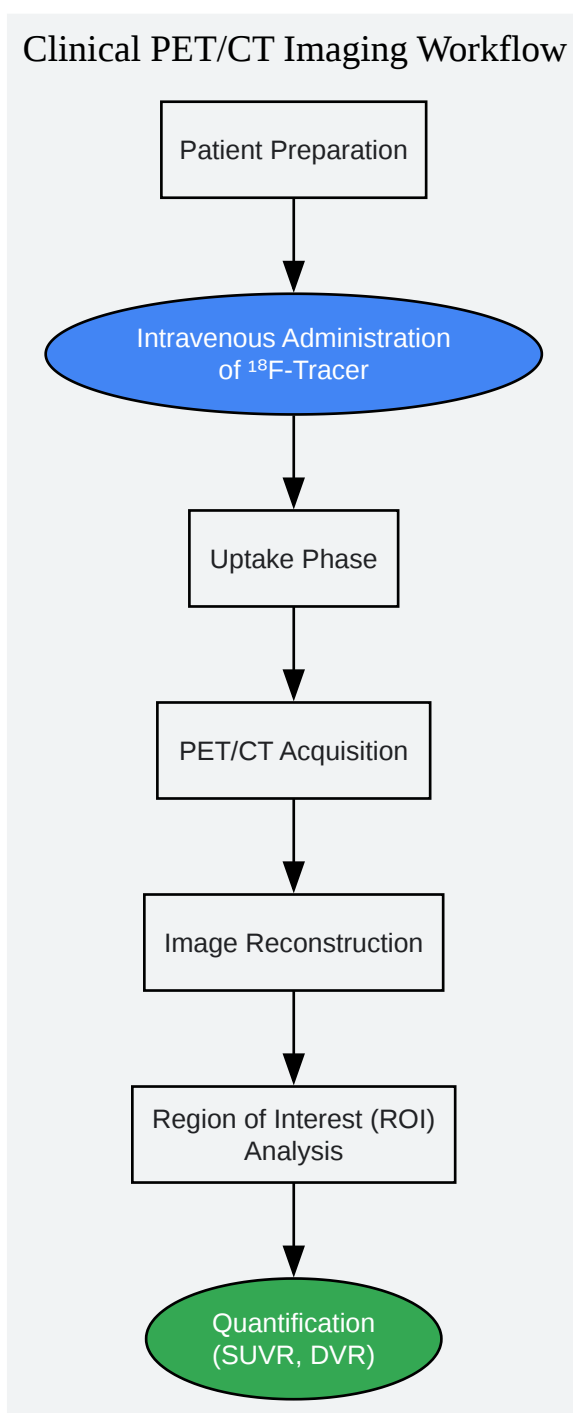 Clinical PET/CT Imaging Workflow
Patient Preparation
Intravenous Administration
of ¹⁸F-Tracer
Uptake Phase
PET/CT Acquisition
Image Reconstruction
Region of Interest (ROI)
Analysis
Quantification
(SUVR, DVR)